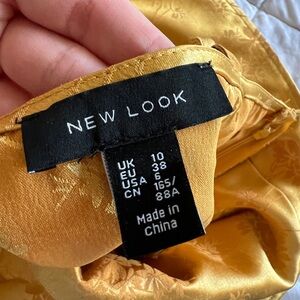 NEW LOOK
UK 10
EU 38
USA 6
CN 165/
88A
Made in
China